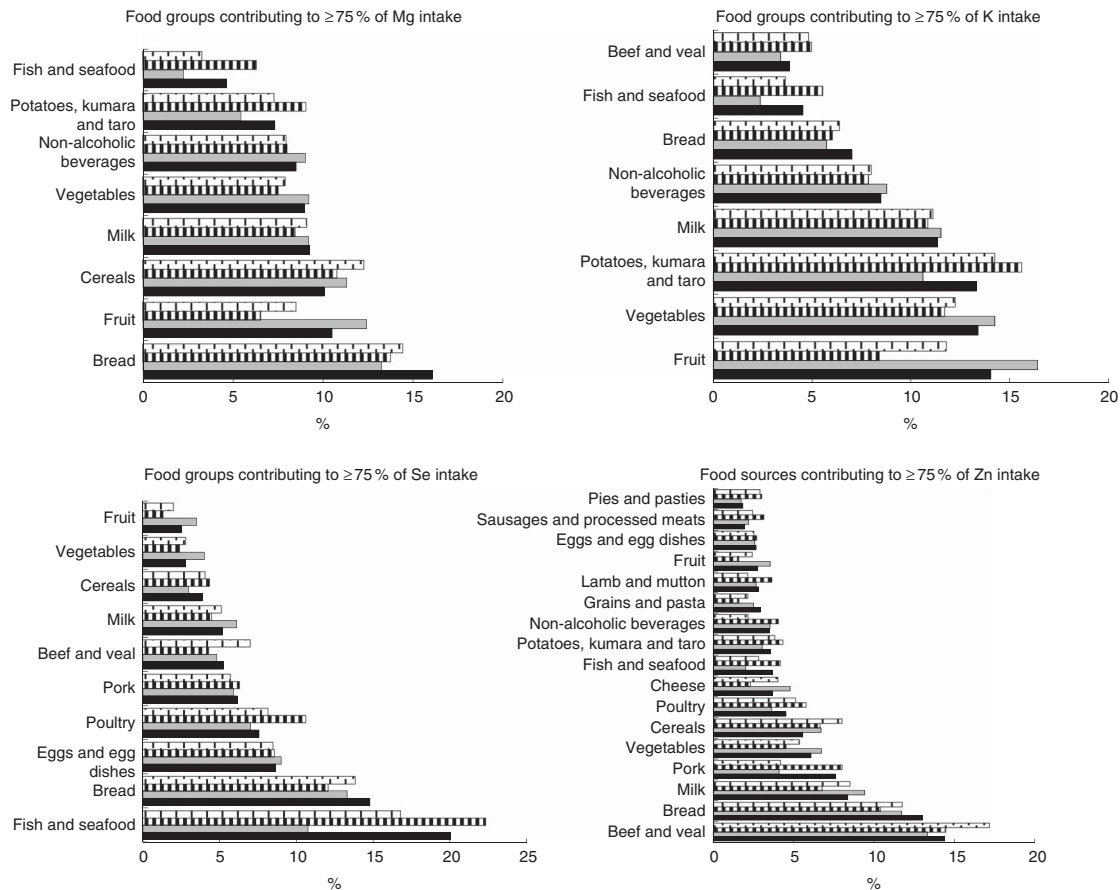 Food groups contributing to ≥75 % of Mg intake
Fish and seafood
Potatoes, kumara
and taro
Non-alcoholic
beverages
Vegetables
Milk
Cereals
Fruit
Bread
0 5 10 15 20
%
Food groups contributing to ≥75 % of K intake
Beef and veal
Fish and seafood
Bread
Non-alcoholic
beverages
Milk
Potatoes, kumara
and taro
Vegetables
Fruit
0 5 10 15 20
%
Food groups contributing to ≥75 % of Se intake
Fruit
Vegetables
Cereals
Milk
Beef and veal
Pork
Poultry
Eggs and egg
dishes
Bread
Fish and seafood
0 5 10 15 20 25
%
Food sources contributing to ≥75 % of Zn intake
Pies and pasties
Sausages and processed meats
Eggs and egg dishes
Fruit
Lamb and mutton
Grains and pasta
Non-alcoholic beverages
Potatoes, kumara and taro
Fish and seafood
Cheese
Poultry
Cereals
Vegetables
Pork
Milk
Bread
Beef and veal
0 5 10 15 20
%